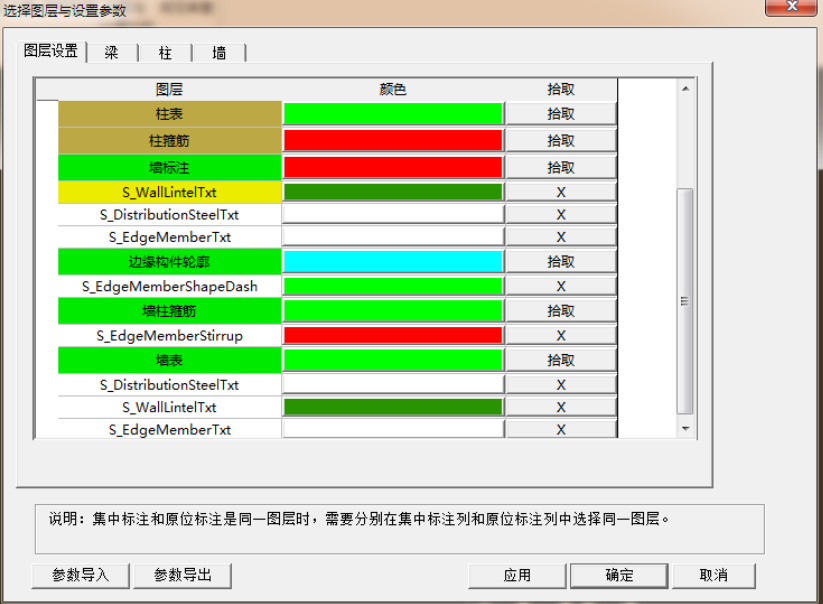 选择图层与设置参数
图层设置 梁 柱 墙
图层 颜色 拾取
柱表 拾取
柱箍筋 拾取
墙标注 拾取
S_WallLintelTxt X
S_DistributionSteelTxt X
S_EdgeMemberTxt X
边缘构件轮廓 拾取
S_EdgeMemberShapeDash X
墙柱箍筋 拾取
S_EdgeMemberStirrup X
墙表 拾取
S_DistributionSteelTxt X
S_WallLintelTxt X
S_EdgeMemberTxt X
说明：集中标注和原位标注是同一图层时，需要分别在集中标注列和原位标注列中选择同一图层。
参数导入 参数导出 应用 确定 取消